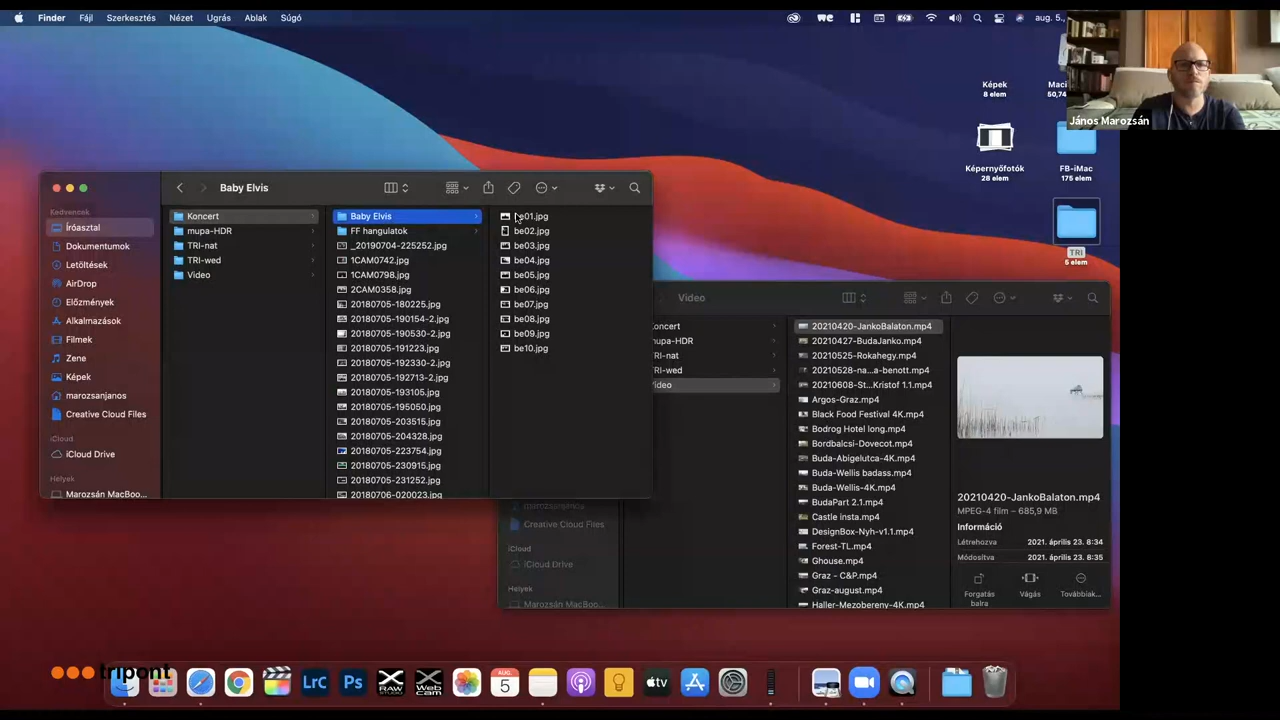 Finder Fájl Szerkesztés Nézet Ugrás Ablak Súgó
aug. 5.,
János Marozsán
Képek
8 elem
Képernyőfotók
28 elem
FB-iMac
175 elem
TRI
5 elem
Baby Elvis
Kedvencek
Íróasztal
Dokumentumok
Letöltések
AirDrop
Előzmények
Alkalmazások
Filmek
Zene
Képek
marozsanjanos
Creative Cloud Files
iCloud
iCloud Drive
Helyek
Marozsán MacBoo...
Koncert
mupa-HDR
TRI-nat
TRI-wed
Video
Baby Elvis
FF hangulatok
_20190704-225252.jpg
1CAM0742.jpg
1CAM0798.jpg
2CAM0358.jpg
20180705-180225.jpg
20180705-190154-2.jpg
20180705-190530-2.jpg
20180705-191223.jpg
20180705-192330-2.jpg
20180705-192713-2.jpg
20180705-193105.jpg
20180705-195050.jpg
20180705-203515.jpg
20180705-204328.jpg
20180705-223754.jpg
20180705-230915.jpg
20180705-231252.jpg
20180706-020023.jpg
be01.jpg
be02.jpg
be03.jpg
be04.jpg
be05.jpg
be06.jpg
be07.jpg
be08.jpg
be09.jpg
be10.jpg
Video
Creative Cloud Files
iCloud
iCloud Drive
Helyek
Marozsán MacBoo...
oncert
mupa-HDR
TRI-nat
TRI-wed
Video
20210420-JankoBalaton.mp4
20210427-BudaJanko.mp4
20210525-Rokahegy.mp4
20210528-na...a-benott.mp4
20210608-St...Kristof 1.1.mp4
Argos-Graz.mp4
Black Food Festival 4K.mp4
Bodrog Hotel long.mp4
Bordbalcsi-Dovecot.mp4
Buda-Abigelutca-4K.mp4
Buda-Wellis badass.mp4
Buda-Wellis-4K.mp4
BudaPart 2.1.mp4
Castle insta.mp4
DesignBox-Nyh-v1.1.mp4
Forest-TL.mp4
Ghouse.mp4
Graz - C&P.mp4
Graz-august.mp4
Haller-Mezobereny-4K.mp4
20210420-JankoBalaton.mp4
MPEG-4 film – 685,9 MB
Információ
Létrehozva 2021. április 23. 8:34
Módosítva 2021. április 23. 8:35
Forgatás balra
Vágás
Továbbiak...
tripont
LrC
Ps
X RAW STUDIO
X Webcam
AUG.
5
tv